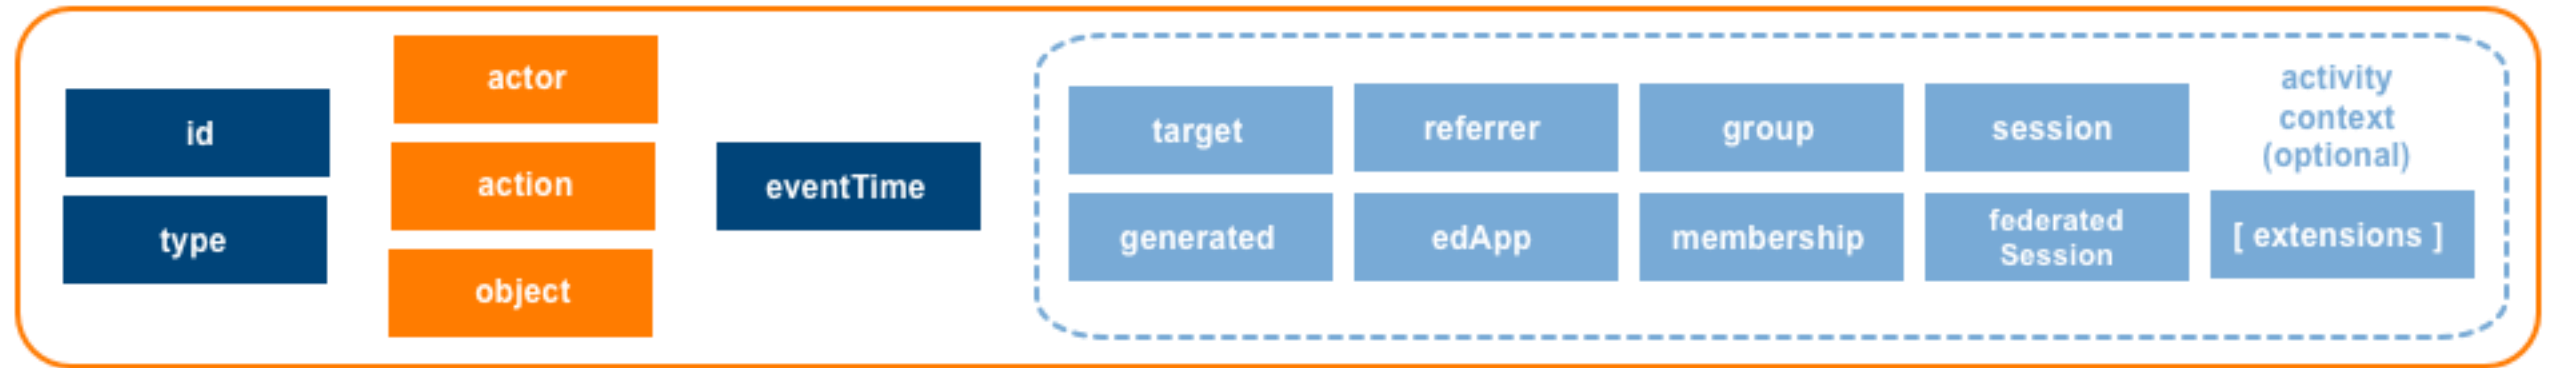 id
type
actor
action
object
eventTime
target
referrer
group
session
activity
context
(optional)
generated
edApp
membership
federated
Session
[ extensions ]